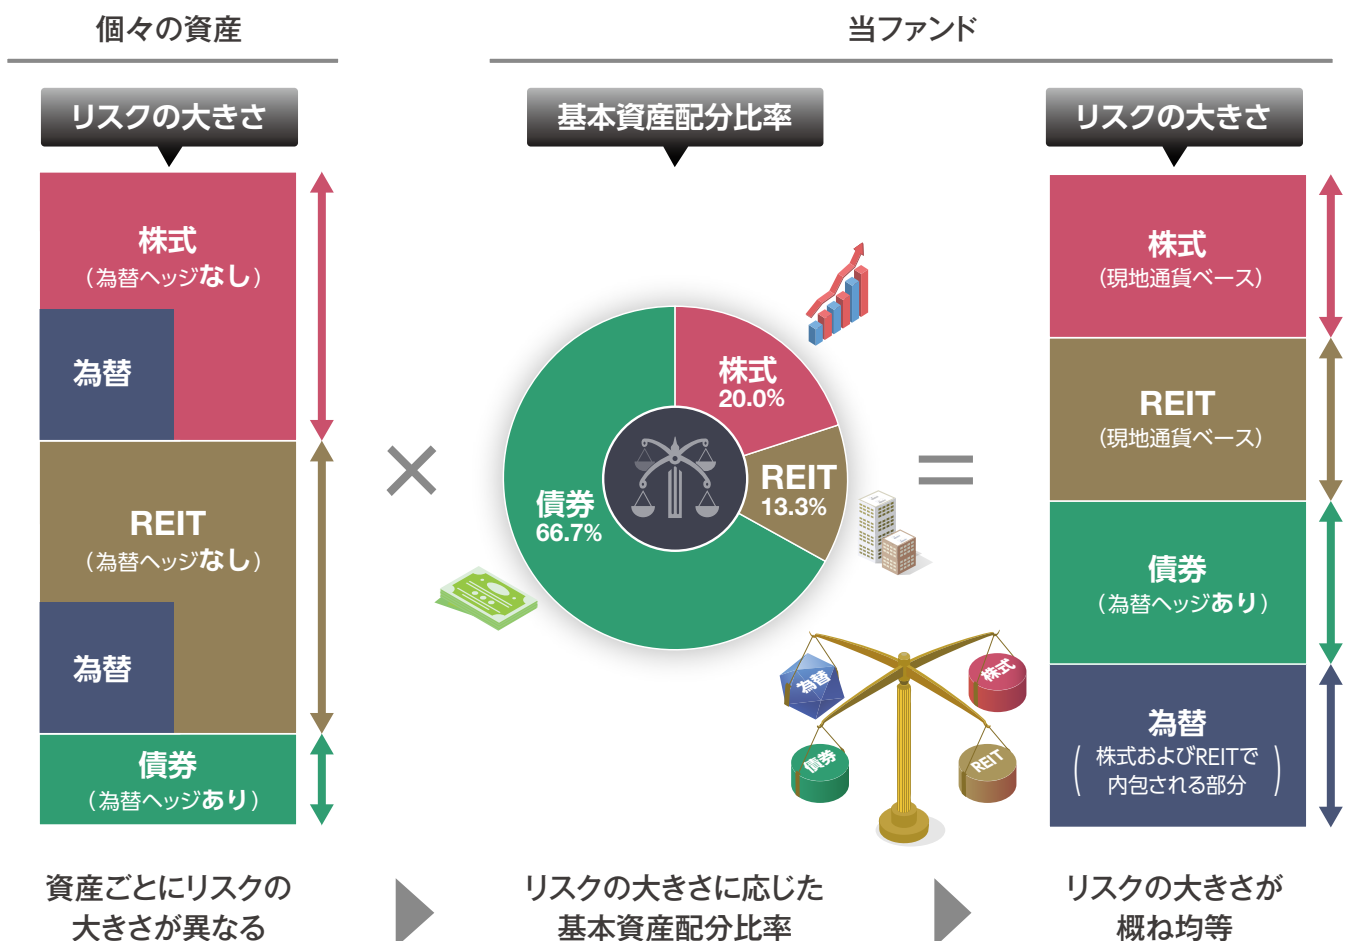 個々の資産
当ファンド
リスクの大きさ
基本資産配分比率
リスクの大きさ
株式
（為替ヘッジなし）
為替
REIT
（為替ヘッジなし）
為替
債券
（為替ヘッジあり）
×
株式
20.0%
REIT
13.3%
債券
66.7%
=
為替
株式
債券
REIT
株式
（現地通貨ベース）
REIT
（現地通貨ベース）
債券
（為替ヘッジあり）
為替
（株式およびREITで
内包される部分）
資産ごとにリスクの
大きさが異なる
リスクの大きさに応じた
基本資産配分比率
リスクの大きさが
概ね均等